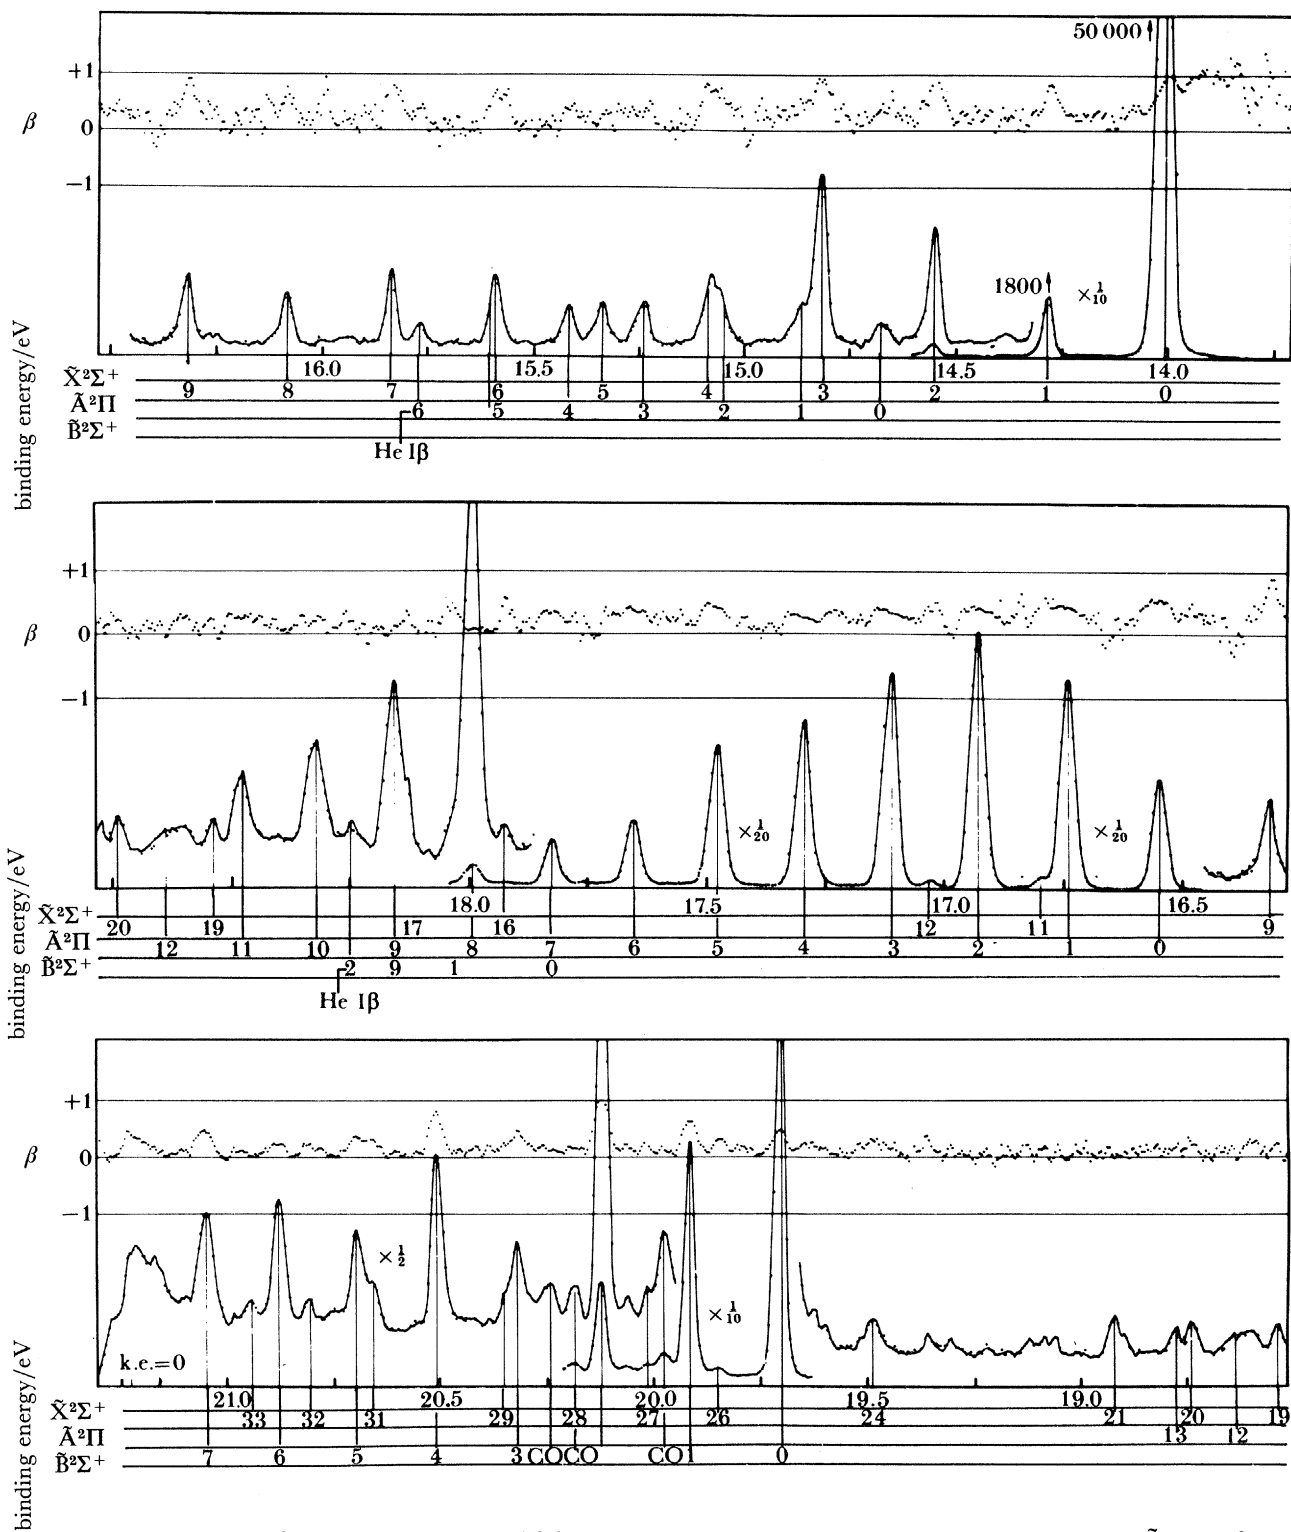 50 000
+1
β
0
−1
1800
×1/10
binding energy/eV
16.0 15.5 15.0 14.5 14.0
X̃²Σ⁺ 9 8 7 6 5 4 3 2 1 0
Ã²Π 6 5 4 3 2 1 0
B̃²Σ⁺
He Iβ
+1
β
0
−1
×1/20 ×1/20
binding energy/eV
18.0 17.5 17.0 16.5
X̃²Σ⁺ 20 19 17 16 12 11 9
Ã²Π 12 11 10 9 8 7 6 5 4 3 2 1 0
B̃²Σ⁺ 2 9 1 0
He Iβ
+1
β
0
−1
×1/2
×1/10
k.e.=0
binding energy/eV
21.0 20.5 20.0 19.5 19.0
X̃²Σ⁺ 33 32 31 29 28 27 26 24 21 20 19
Ã²Π 13 12
B̃²Σ⁺ 7 6 5 4 3 CO CO CO 1 0